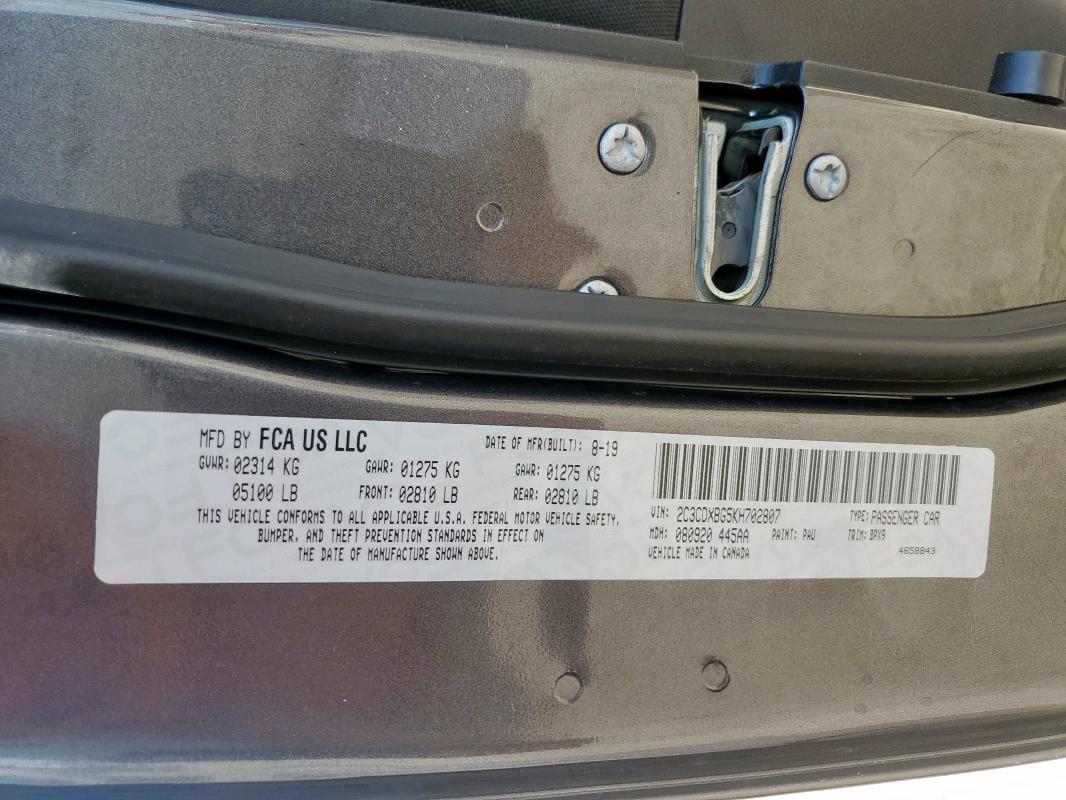 MFD BY FCA US LLC DATE OF MFR(BUILT): 8-19
GVWR: 02314 KG GAWR: 01275 KG GAWR: 01275 KG
05100 LB FRONT: 02810 LB REAR: 02810 LB
THIS VEHICLE CONFORMS TO ALL APPLICABLE U.S.A. FEDERAL MOTOR VEHICLE SAFETY,
BUMPER, AND THEFT PREVENTION STANDARDS IN EFFECT ON
THE DATE OF MANUFACTURE SHOWN ABOVE.
VIN: 2C3CDXBG5KH702807 TYPE: PASSENGER CAR
MDH: 080920 445AA PAINT: PAU TRIM: BPX9
VEHICLE MADE IN CANADA 4658843